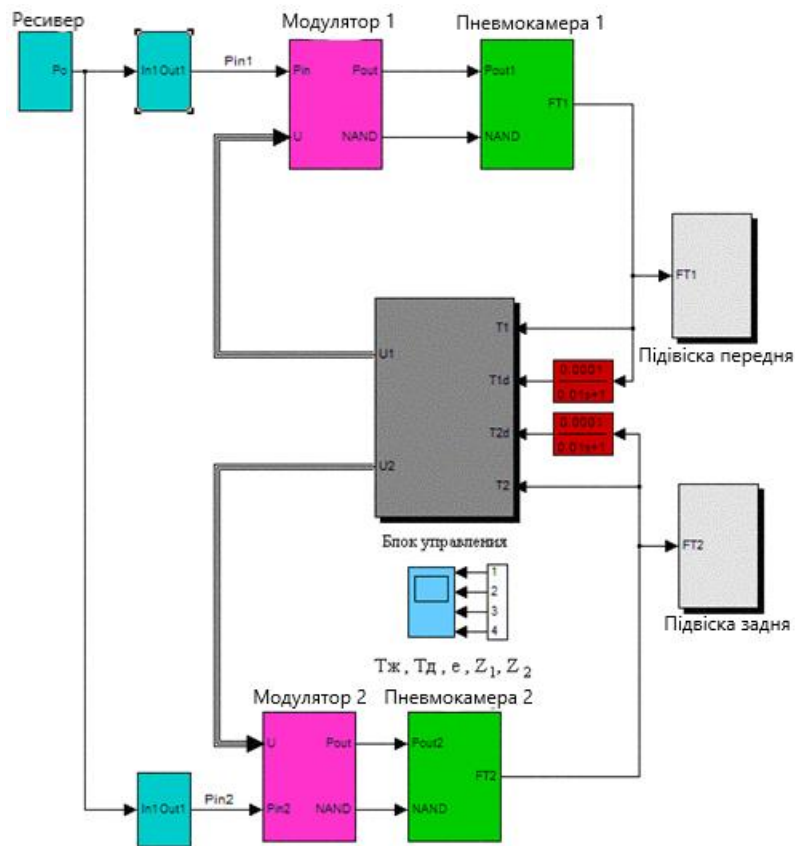 Ресивер
Модулятор 1
Пневмокамера 1
Po
In1
Out1
Pin1
Pin
Pout
U
NAND
Pout1
FT1
NAND
FT1
Підівіска передня
T1
U1
T1d
0.0001
0.01s+1
T2d
0.0001
0.01s+1
U2
T2
FT2
Підвіска задня
Блок управления
1
2
3
4
Тж , Тд , е , Z1, Z2
Модулятор 2
Пневмокамера 2
U
Pout
Pin2
NAND
Pout2
FT2
NAND
In1
Out1
Pin2